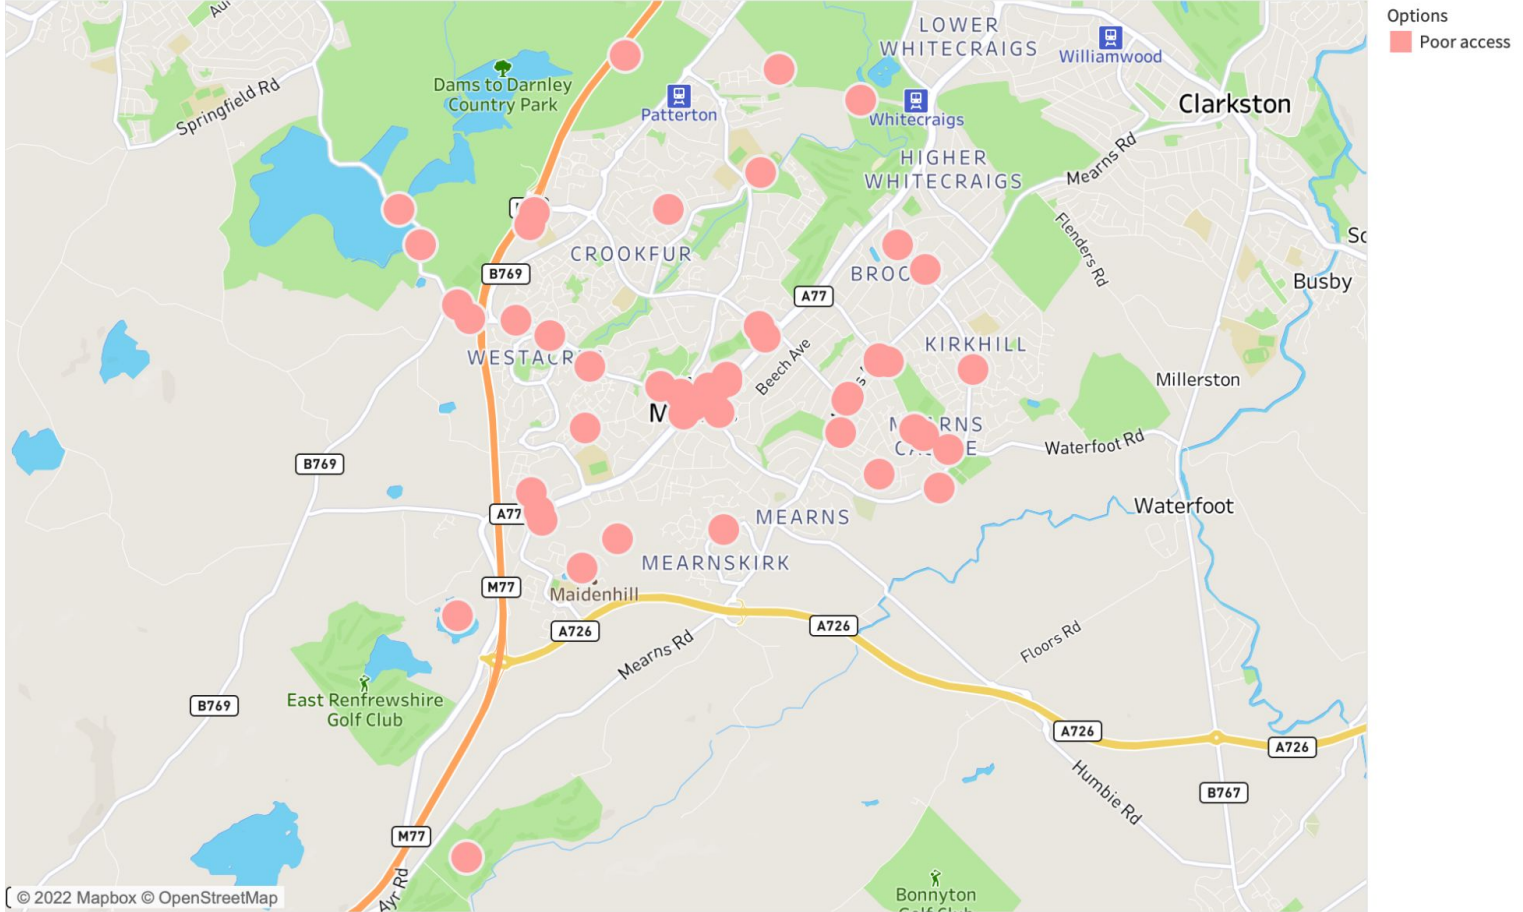 Options
Poor access
LOWER
WHITECRAIGS
Williamwood
Dams to Darnley
Country Park
Springfield Rd
Patterton
Whitecraigs
Clarkston
HIGHER
WHITECRAIGS
Mearns Rd
Flenders Rd
CROOKFUR
B769
BROO
A77
Busby
WESTACR
Beech Ave
KIRKHILL
Millerston
M
Waterfoot Rd
B769
A77
MEARNS
Waterfoot
MEARNSKIRK
M77
Maidenhill
A726
A726
Mearns Rd
Floors Rd
East Renfrewshire
Golf Club
B769
A726
A726
Humbie Rd
B767
M77
Ayr Rd
Bonnyton
Golf Club
© 2022 Mapbox © OpenStreetMap